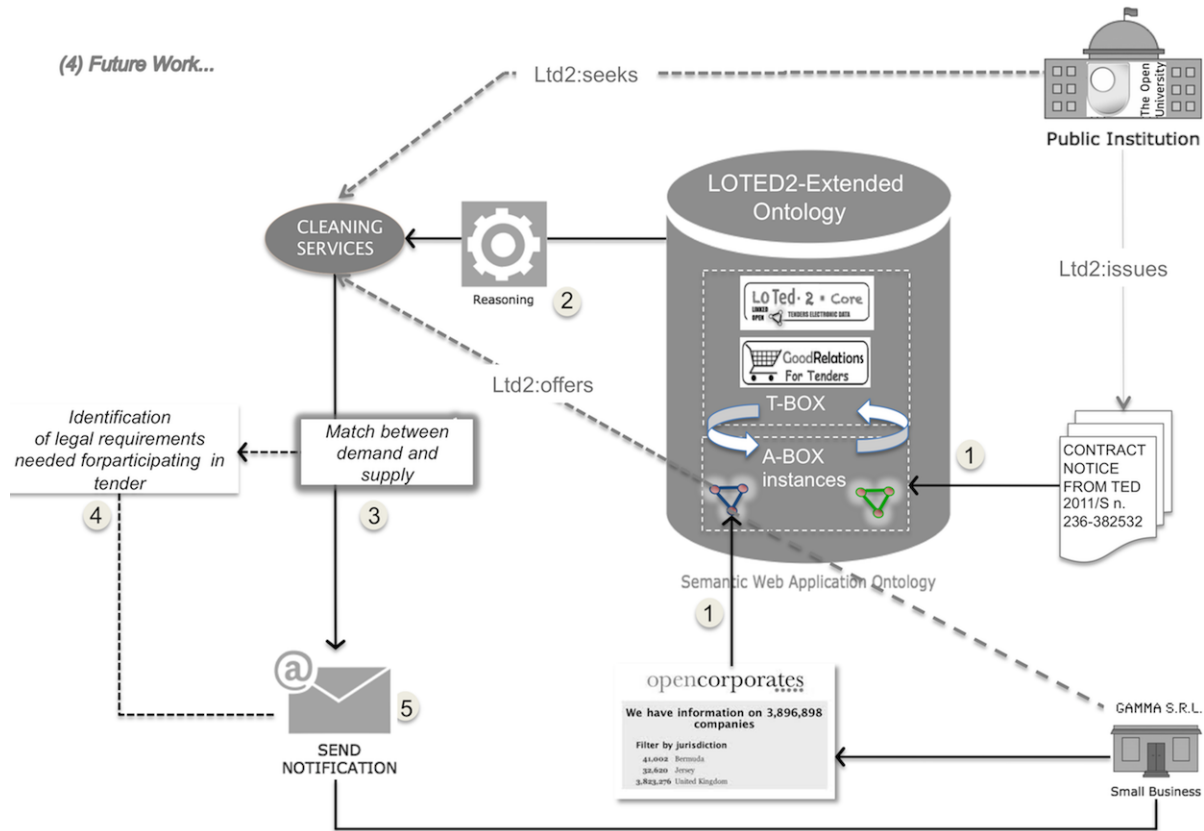 (4) Future Work...
Ltd2:seeks
The Open
University
Public Institution
LOTED2-Extended
Ontology
CLEANING
SERVICES
Reasoning
2
Ltd2:issues
LOTed·2·Core
LINKED
OPEN
TENDERS ELECTRONIC DATA
GoodRelations
For Tenders
Ltd2:offers
T-BOX
A-BOX
instances
Identification
of legal requirements
needed forparticipating in
tender
Match between
demand and
supply
1
CONTRACT
NOTICE
FROM TED
2011/S n.
236-382532
4
3
Semantic Web Application Ontology
1
@
5
SEND
NOTIFICATION
opencorporates
We have information on 3,896,898
companies
Filter by jurisdiction
41,002 Bermuda
32,620 Jersey
3,823,276 United Kingdom
GAMMA S.R.L.
Small Business